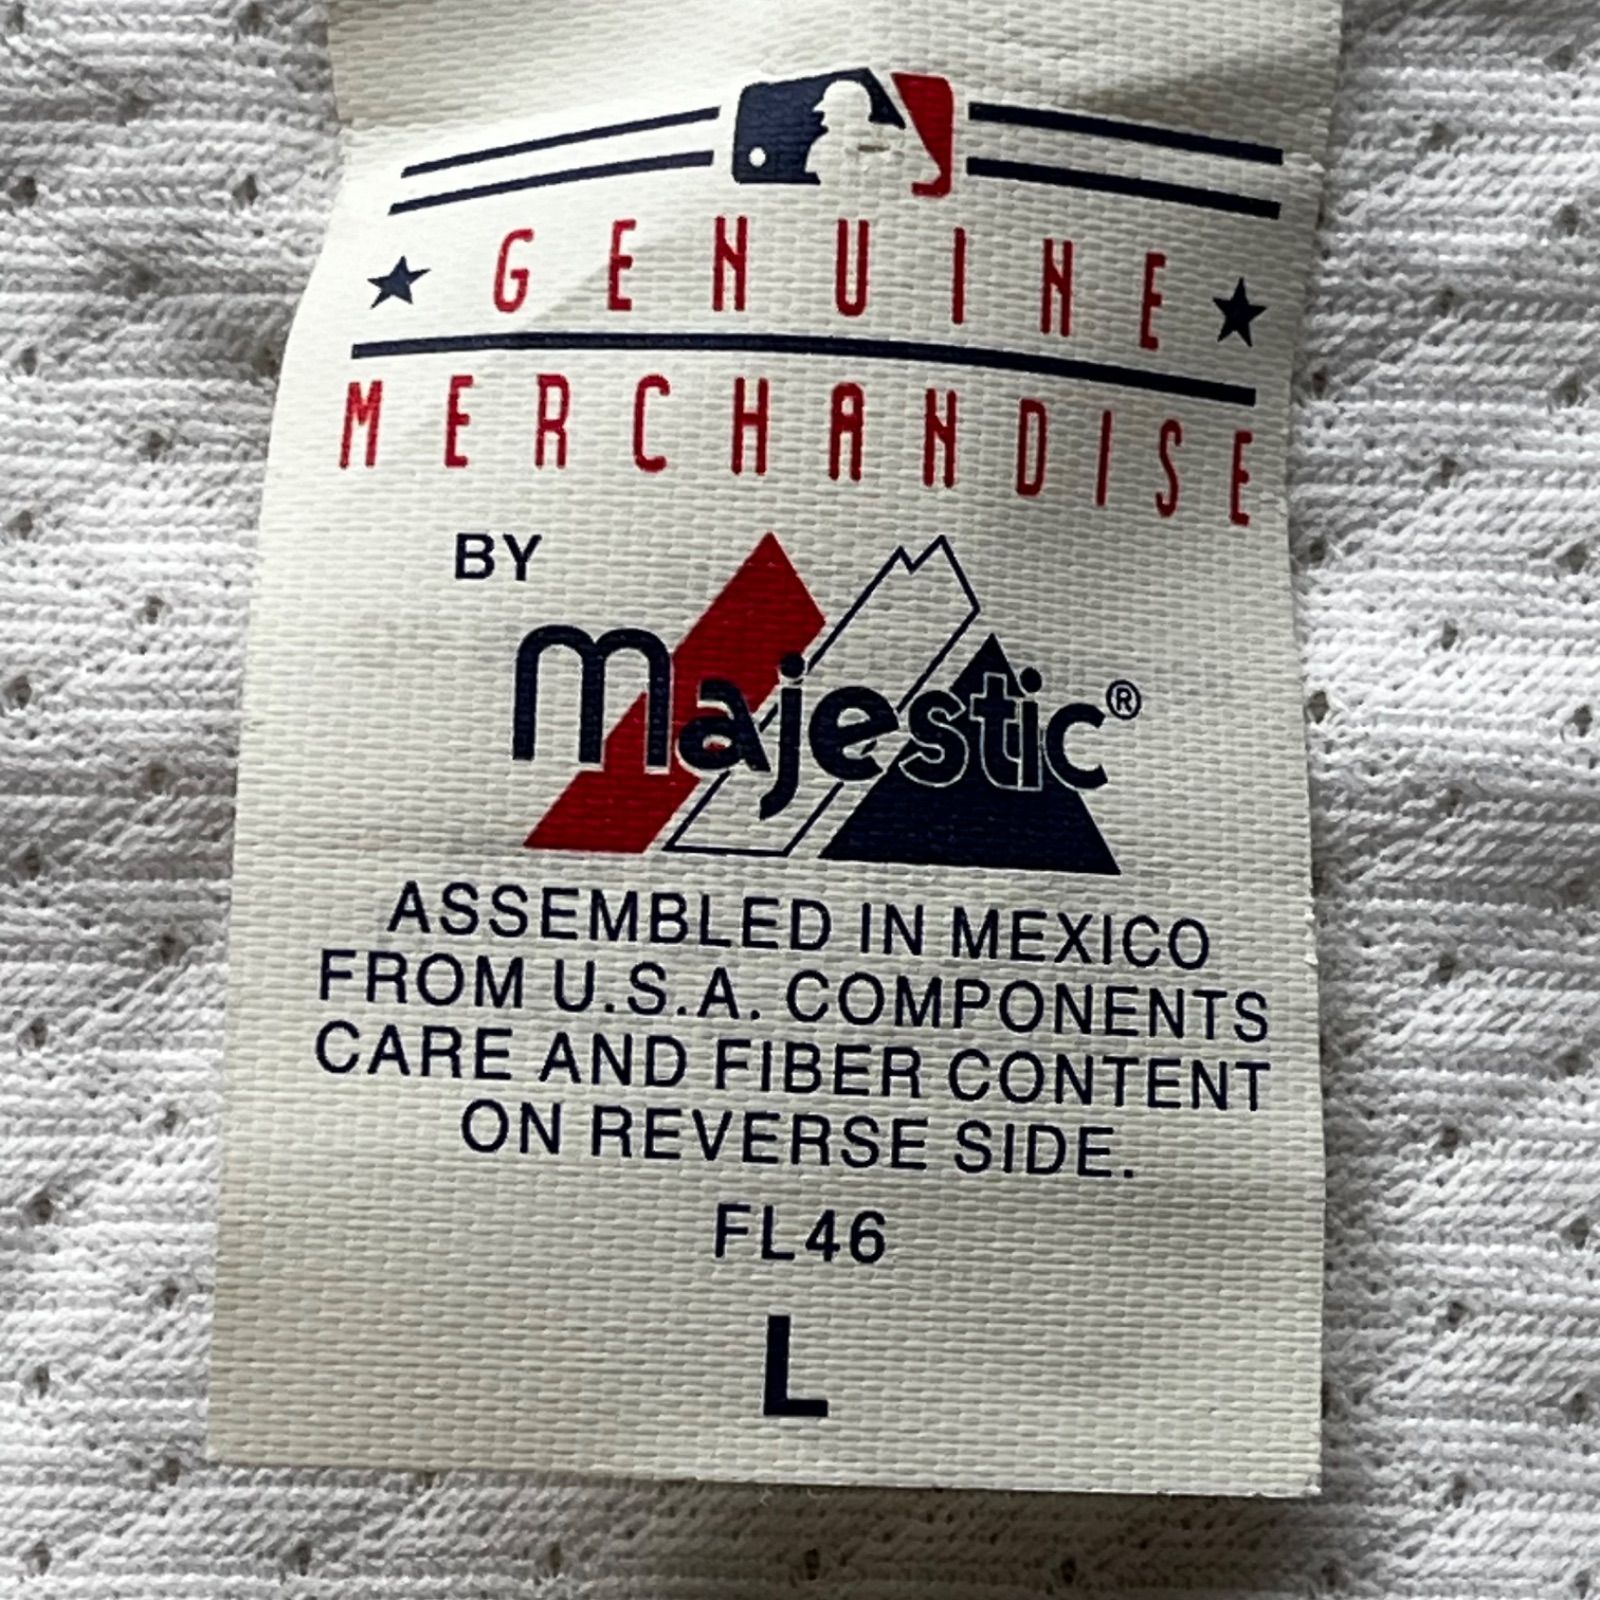 GENUINE
MERCHANDISE
BY
majestic®
ASSEMBLED IN MEXICO
FROM U.S.A. COMPONENTS
CARE AND FIBER CONTENT
ON REVERSE SIDE.
FL46
L